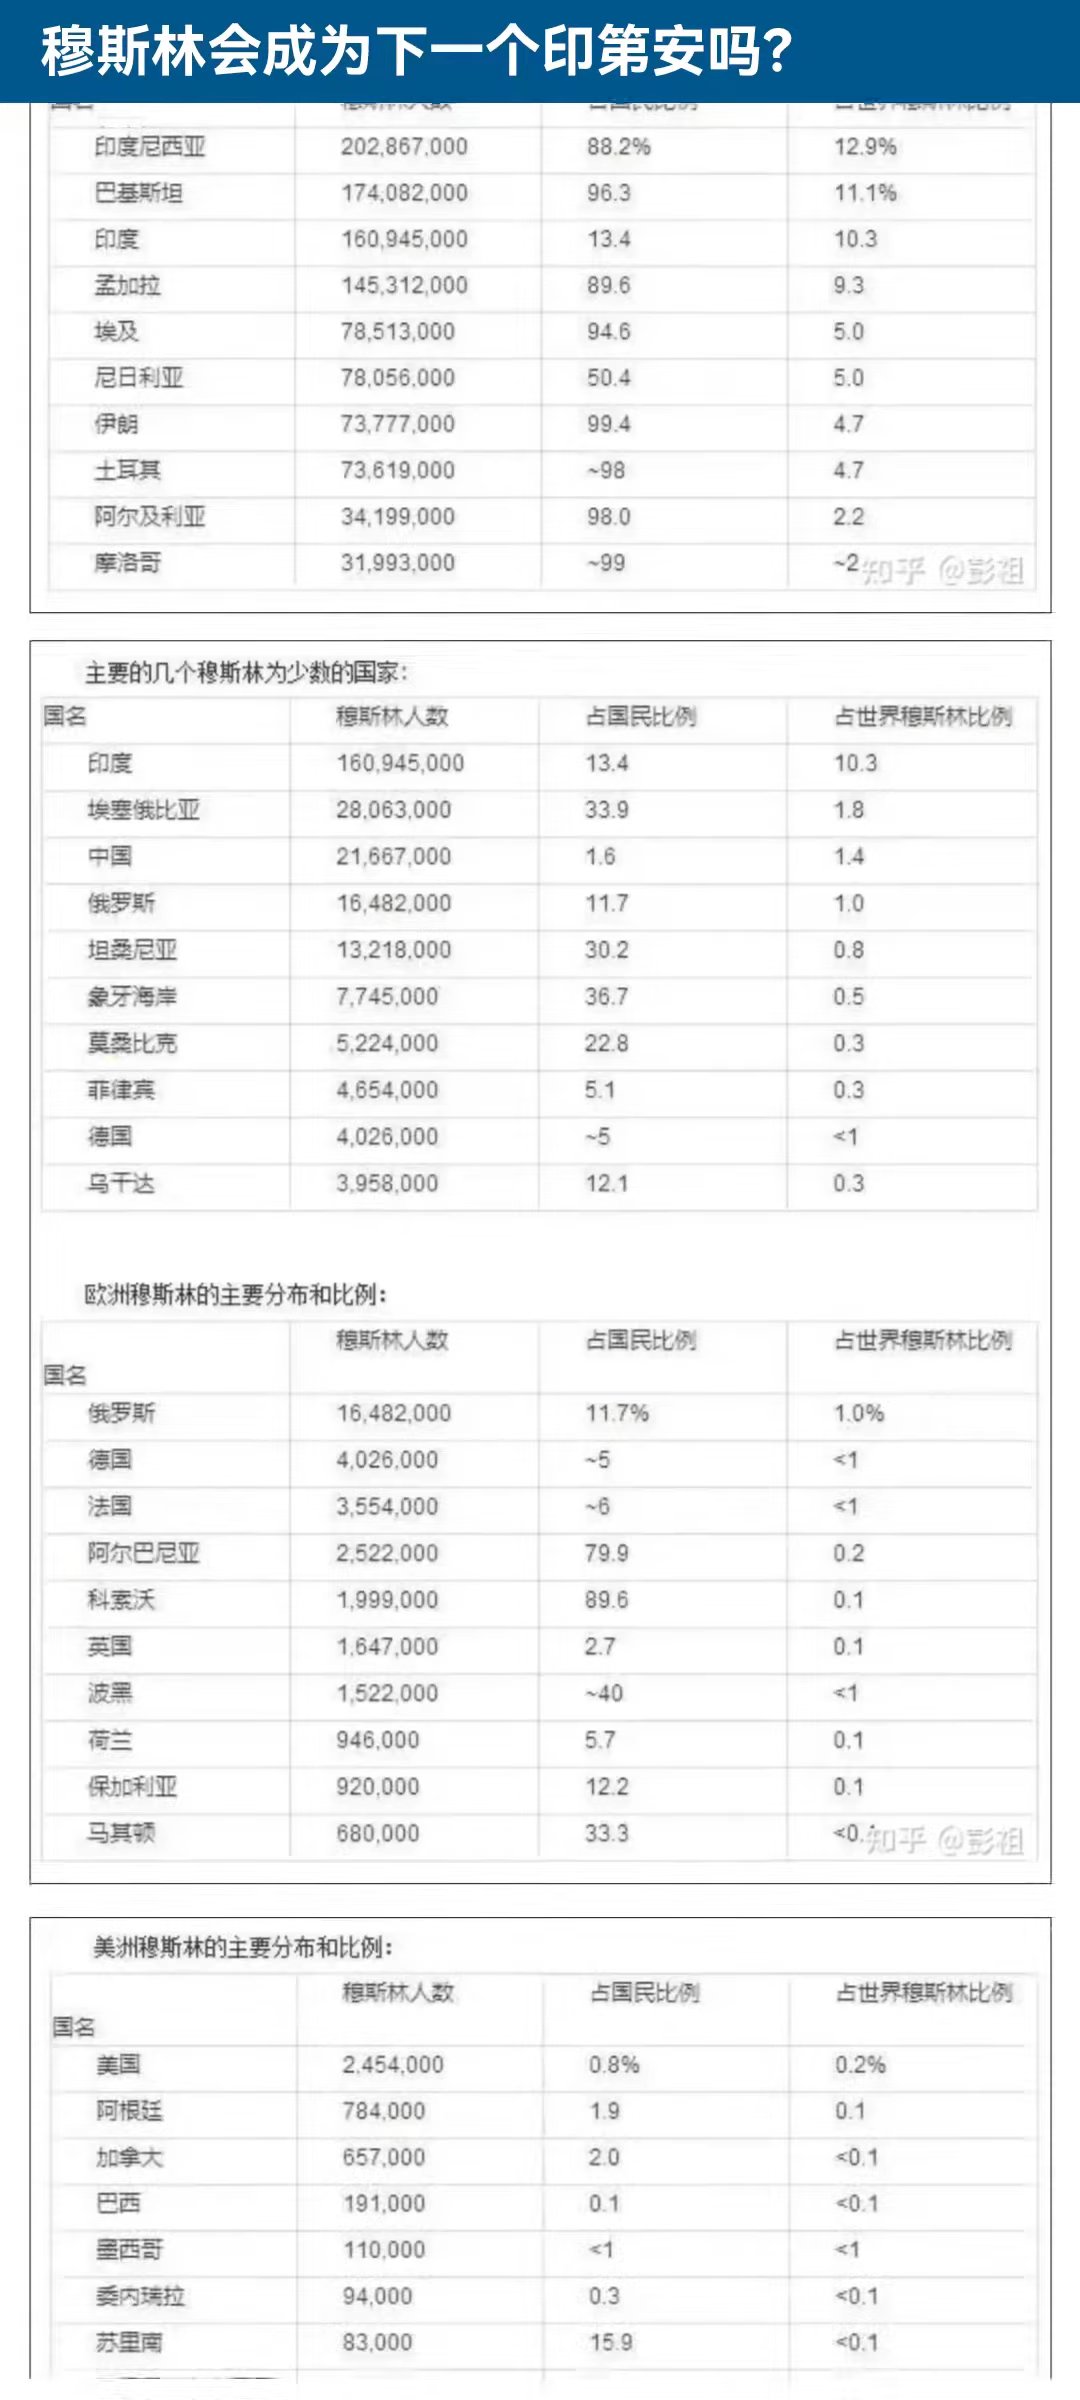 穆斯林会成为下一个印第安吗?
国名 穆斯林人数 占国民比例 占世界穆斯林比例
印度尼西亚 202,867,000 88.2% 12.9%
巴基斯坦 174,082,000 96.3 11.1%
印度 160,945,000 13.4 10.3
孟加拉 145,312,000 89.6 9.3
埃及 78,513,000 94.6 5.0
尼日利亚 78,056,000 50.4 5.0
伊朗 73,777,000 99.4 4.7
土耳其 73,619,000 ~98 4.7
阿尔及利亚 34,199,000 98.0 2.2
摩洛哥 31,993,000 ~99 ~2
知乎 @彭祖
主要的几个穆斯林为少数的国家：
国名 穆斯林人数 占国民比例 占世界穆斯林比例
印度 160,945,000 13.4 10.3
埃塞俄比亚 28,063,000 33.9 1.8
中国 21,667,000 1.6 1.4
俄罗斯 16,482,000 11.7 1.0
坦桑尼亚 13,218,000 30.2 0.8
象牙海岸 7,745,000 36.7 0.5
莫桑比克 5,224,000 22.8 0.3
菲律宾 4,654,000 5.1 0.3
德国 4,026,000 ~5 <1
乌干达 3,958,000 12.1 0.3
欧洲穆斯林的主要分布和比例：
穆斯林人数 占国民比例 占世界穆斯林比例
国名
俄罗斯 16,482,000 11.7% 1.0%
德国 4,026,000 ~5 <1
法国 3,554,000 ~6 <1
阿尔巴尼亚 2,522,000 79.9 0.2
科索沃 1,999,000 89.6 0.1
英国 1,647,000 2.7 0.1
波黑 1,522,000 ~40 <1
荷兰 946,000 5.7 0.1
保加利亚 920,000 12.2 0.1
马其顿 680,000 33.3 <0.
知乎 @彭祖
美洲穆斯林的主要分布和比例：
穆斯林人数 占国民比例 占世界穆斯林比例
国名
美国 2,454,000 0.8% 0.2%
阿根廷 784,000 1.9 0.1
加拿大 657,000 2.0 <0.1
巴西 191,000 0.1 <0.1
墨西哥 110,000 <1 <1
委内瑞拉 94,000 0.3 <0.1
苏里南 83,000 15.9 <0.1